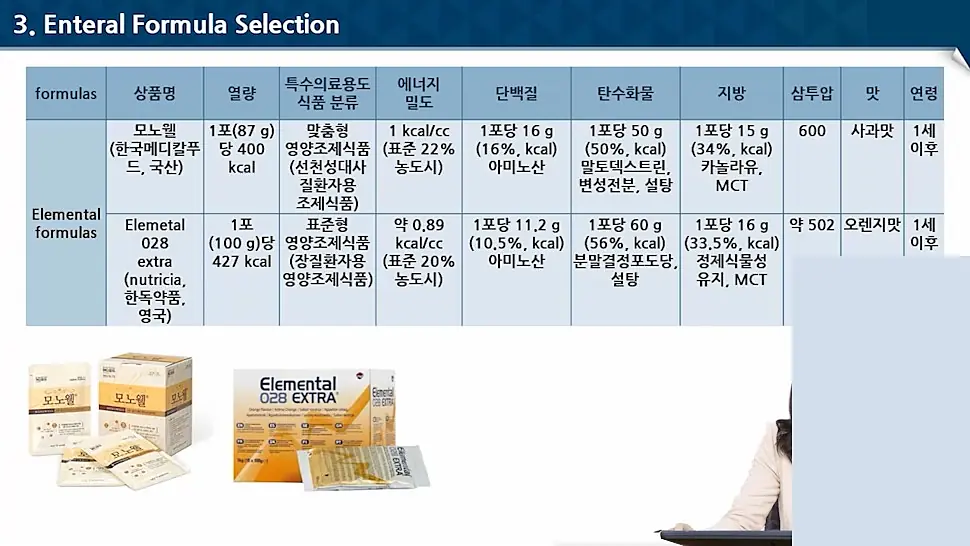 3. Enteral Formula Selection
formulas
상품명
열량
특수의료용도
식품 분류
에너지
밀도
단백질
탄수화물
지방
삼투압
맛
연령
Elemental
formulas
모노웰
(한국메디칼푸
드, 국산)
1포(87 g)
당 400
kcal
맞춤형
영양조제식품
(선천성대사
질환자용
조제식품)
1 kcal/cc
(표준 22%
농도시)
1포당 16 g
(16%, kcal)
아미노산
1포당 50 g
(50%, kcal)
말토덱스트린,
변성전분, 설탕
1포당 15 g
(34%, kcal)
카놀라유,
MCT
600
사과맛
1세
이후
Elemetal
028
extra
(nutricia,
한독약품,
영국)
1포
(100 g)당
427 kcal
표준형
영양조제식품
(장질환자용
영양조제식품)
약 0.89
kcal/cc
(표준 20%
농도시)
1포당 11.2 g
(10.5%, kcal)
아미노산
1포당 60 g
(56%, kcal)
분말결정포도당,
설탕
1포당 16 g
(33.5%, kcal)
정제식물성
유지, MCT
약 502
오렌지맛
1세
이후
모노웰
모노웰
모노웰
Elemental
028 EXTRA
Elemental
028 EXTRA
Elemental
028 EXTRA